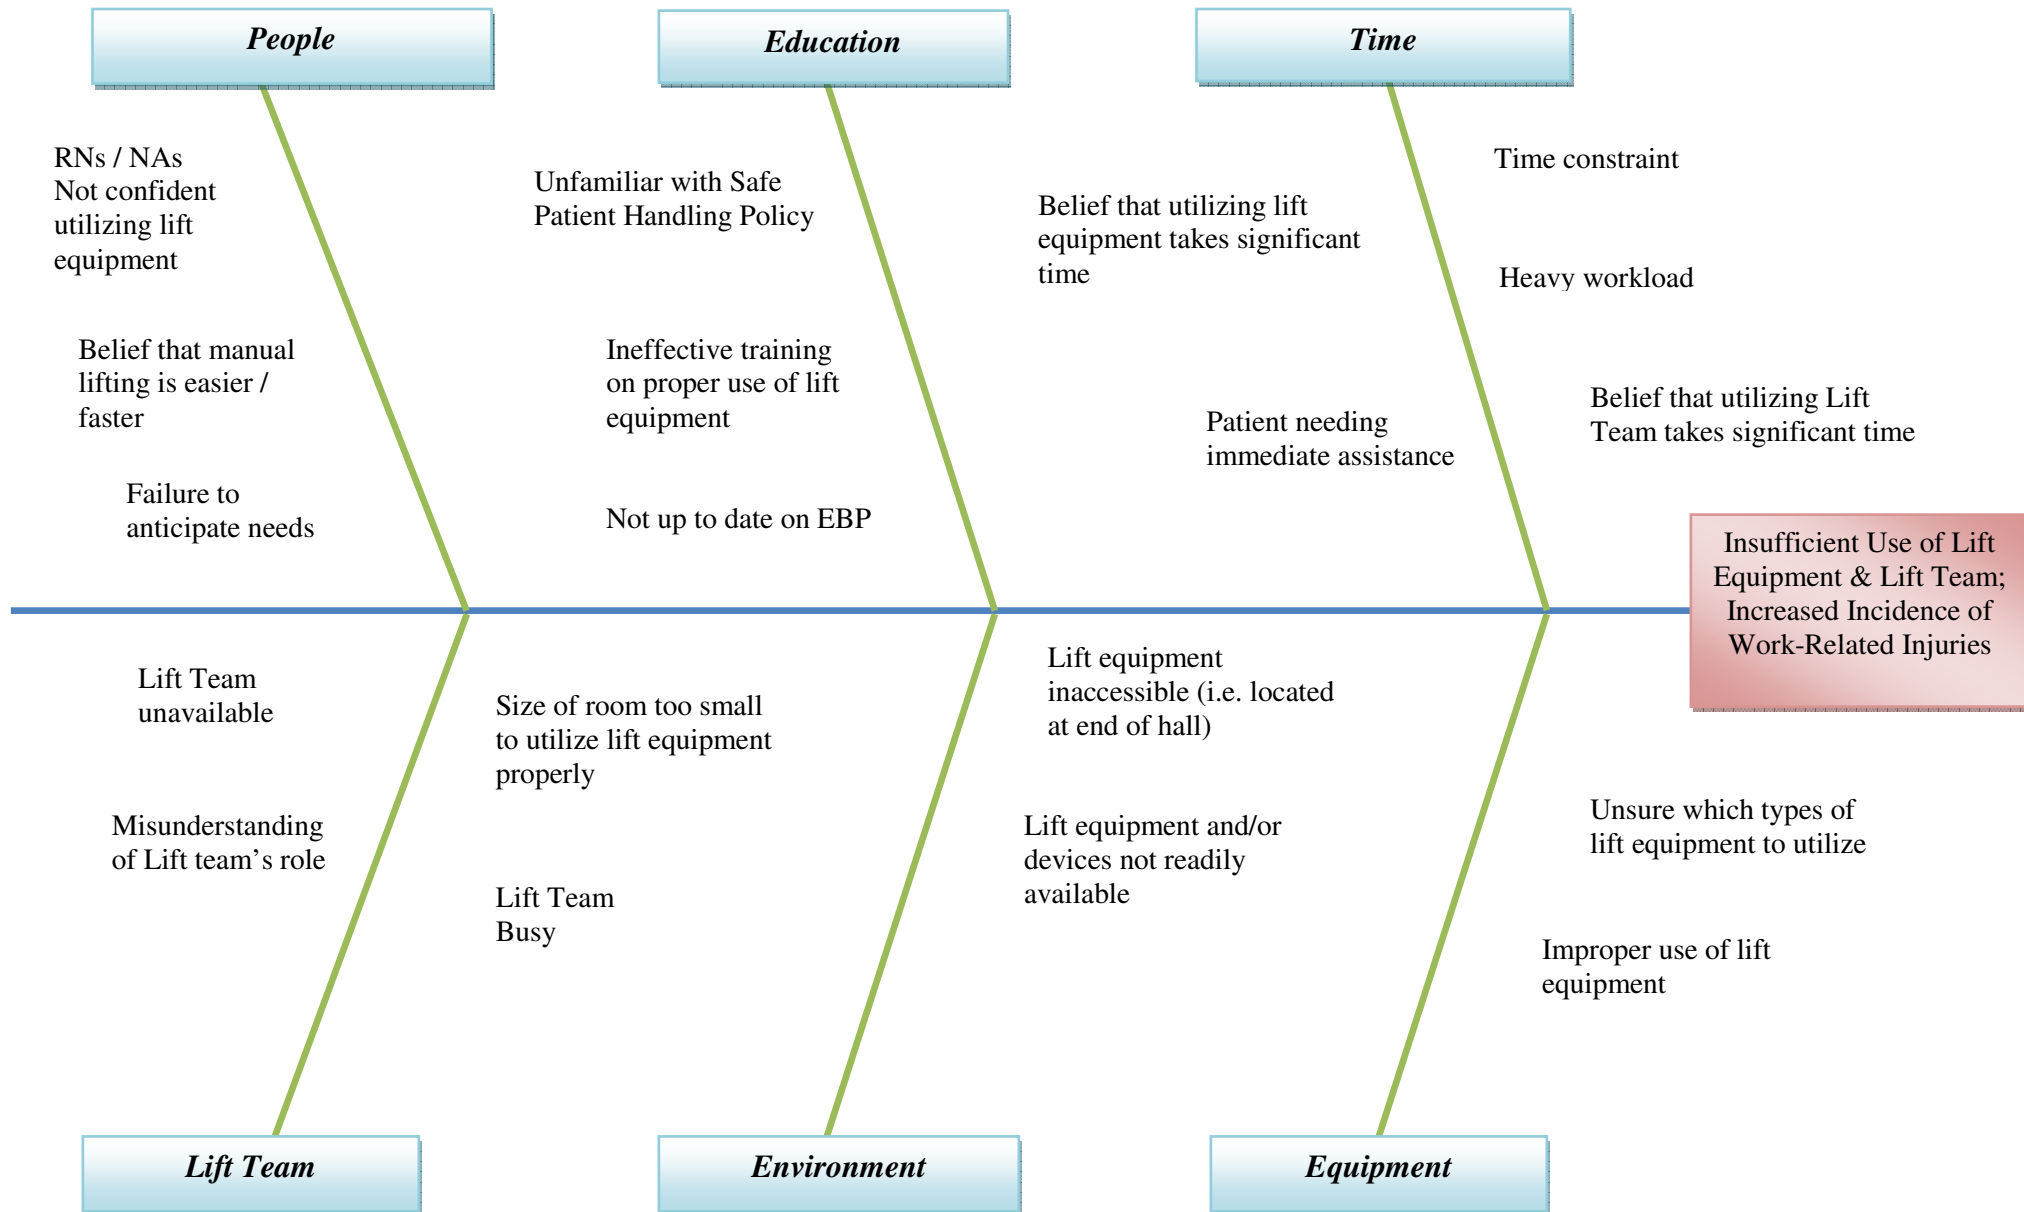 People
Education
Time
RNs / NAs
Not confident
utilizing lift
equipment
Belief that manual
lifting is easier /
faster
Failure to
anticipate needs
Unfamiliar with Safe
Patient Handling Policy
Ineffective training
on proper use of lift
equipment
Not up to date on EBP
Belief that utilizing lift
equipment takes significant
time
Patient needing
immediate assistance
Time constraint
Heavy workload
Belief that utilizing Lift
Team takes significant time
Insufficient Use of Lift
Equipment & Lift Team;
Increased Incidence of
Work-Related Injuries
Lift Team
unavailable
Misunderstanding
of Lift team’s role
Size of room too small
to utilize lift equipment
properly
Lift Team
Busy
Lift equipment
inaccessible (i.e. located
at end of hall)
Lift equipment and/or
devices not readily
available
Unsure which types of
lift equipment to utilize
Improper use of lift
equipment
Lift Team
Environment
Equipment